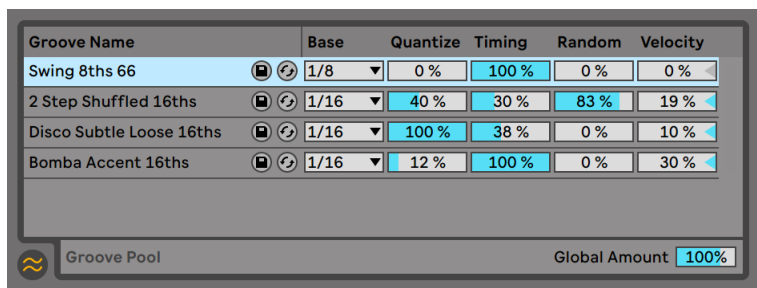 Groove Name Base Quantize Timing Random Velocity
Swing 8ths 66 1/8 0 % 100 % 0 % 0 %
2 Step Shuffled 16ths 1/16 40 % 30 % 83 % 19 %
Disco Subtle Loose 16ths 1/16 100 % 38 % 0 % 10 %
Bomba Accent 16ths 1/16 12 % 100 % 0 % 30 %
Groove Pool Global Amount 100%